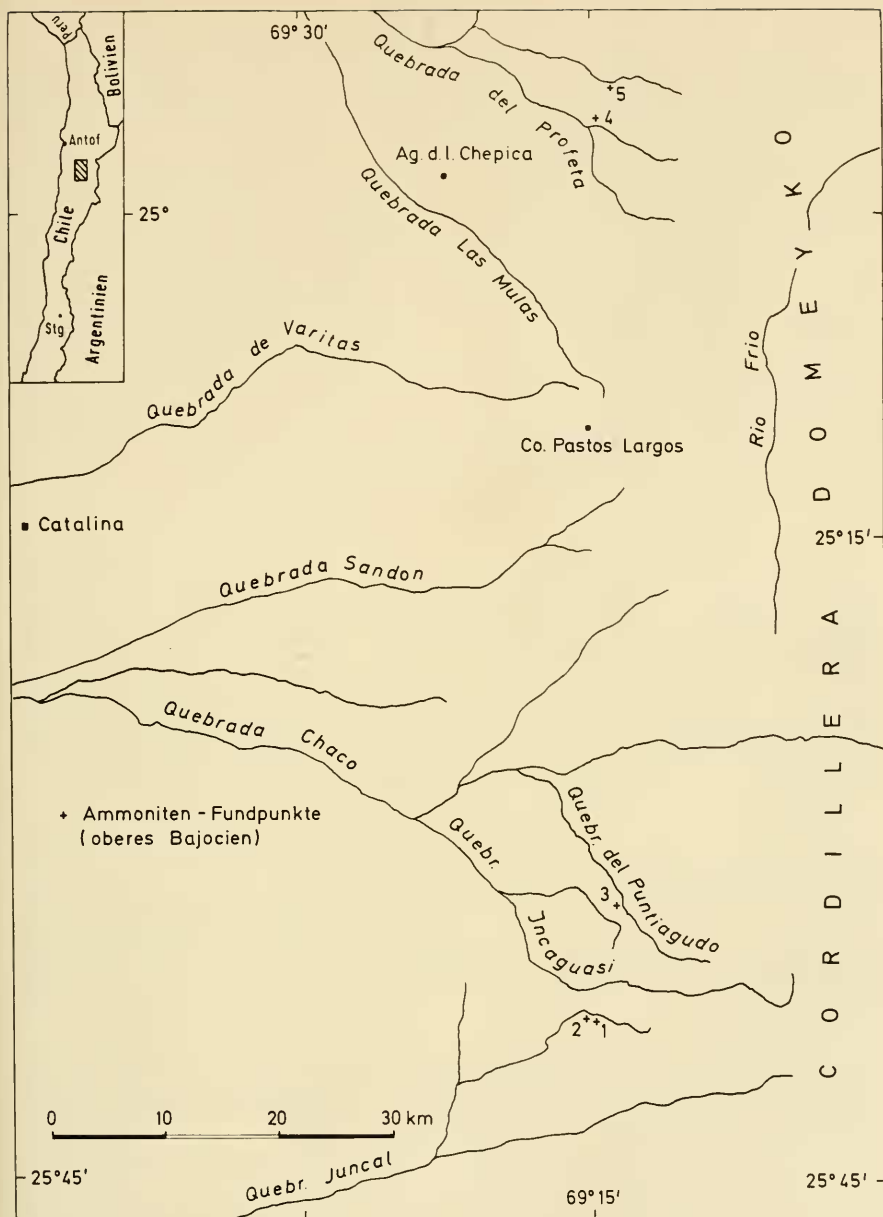 Peru
Bolivien
Antof
Chile
Stg
Argentinien
69° 30'
25°
Quebrada del Profeta
+5
+4
Ag. d. l. Chepica
Quebrada Las Mulas
Quebrada de Varitas
Rio Frio
Co. Pastos Largos
Catalina
25° 15'
Quebrada Sandon
Quebrada Chaco
CORDILLERA DOMEYKO
+ Ammoniten - Fundpunkte
(oberes Bajocien)
Quebr. del Puntiagudo
3+
Quebr. Jncaguasi
2++1
0 10 20 30 km
25° 45'
Quebr. Juncal
69° 15'
25° 45'